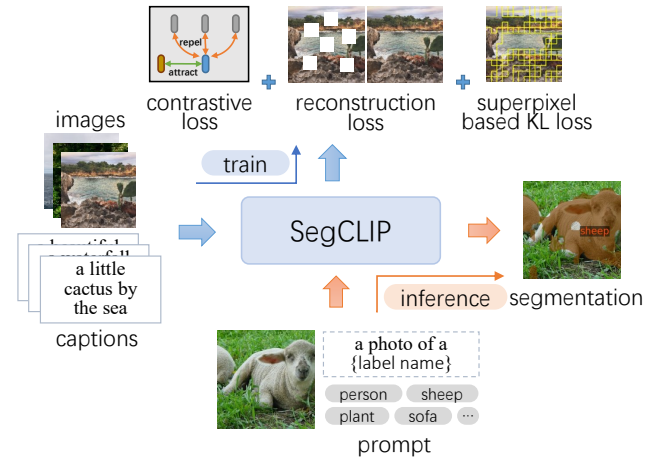 repel
attract
contrastive
loss
reconstruction
loss
superpixel
based KL loss
images
train
SegCLIP
sheep
a little
cactus by
the sea
captions
inference
segmentation
a photo of a
{label name}
person
sheep
plant
sofa
...
prompt